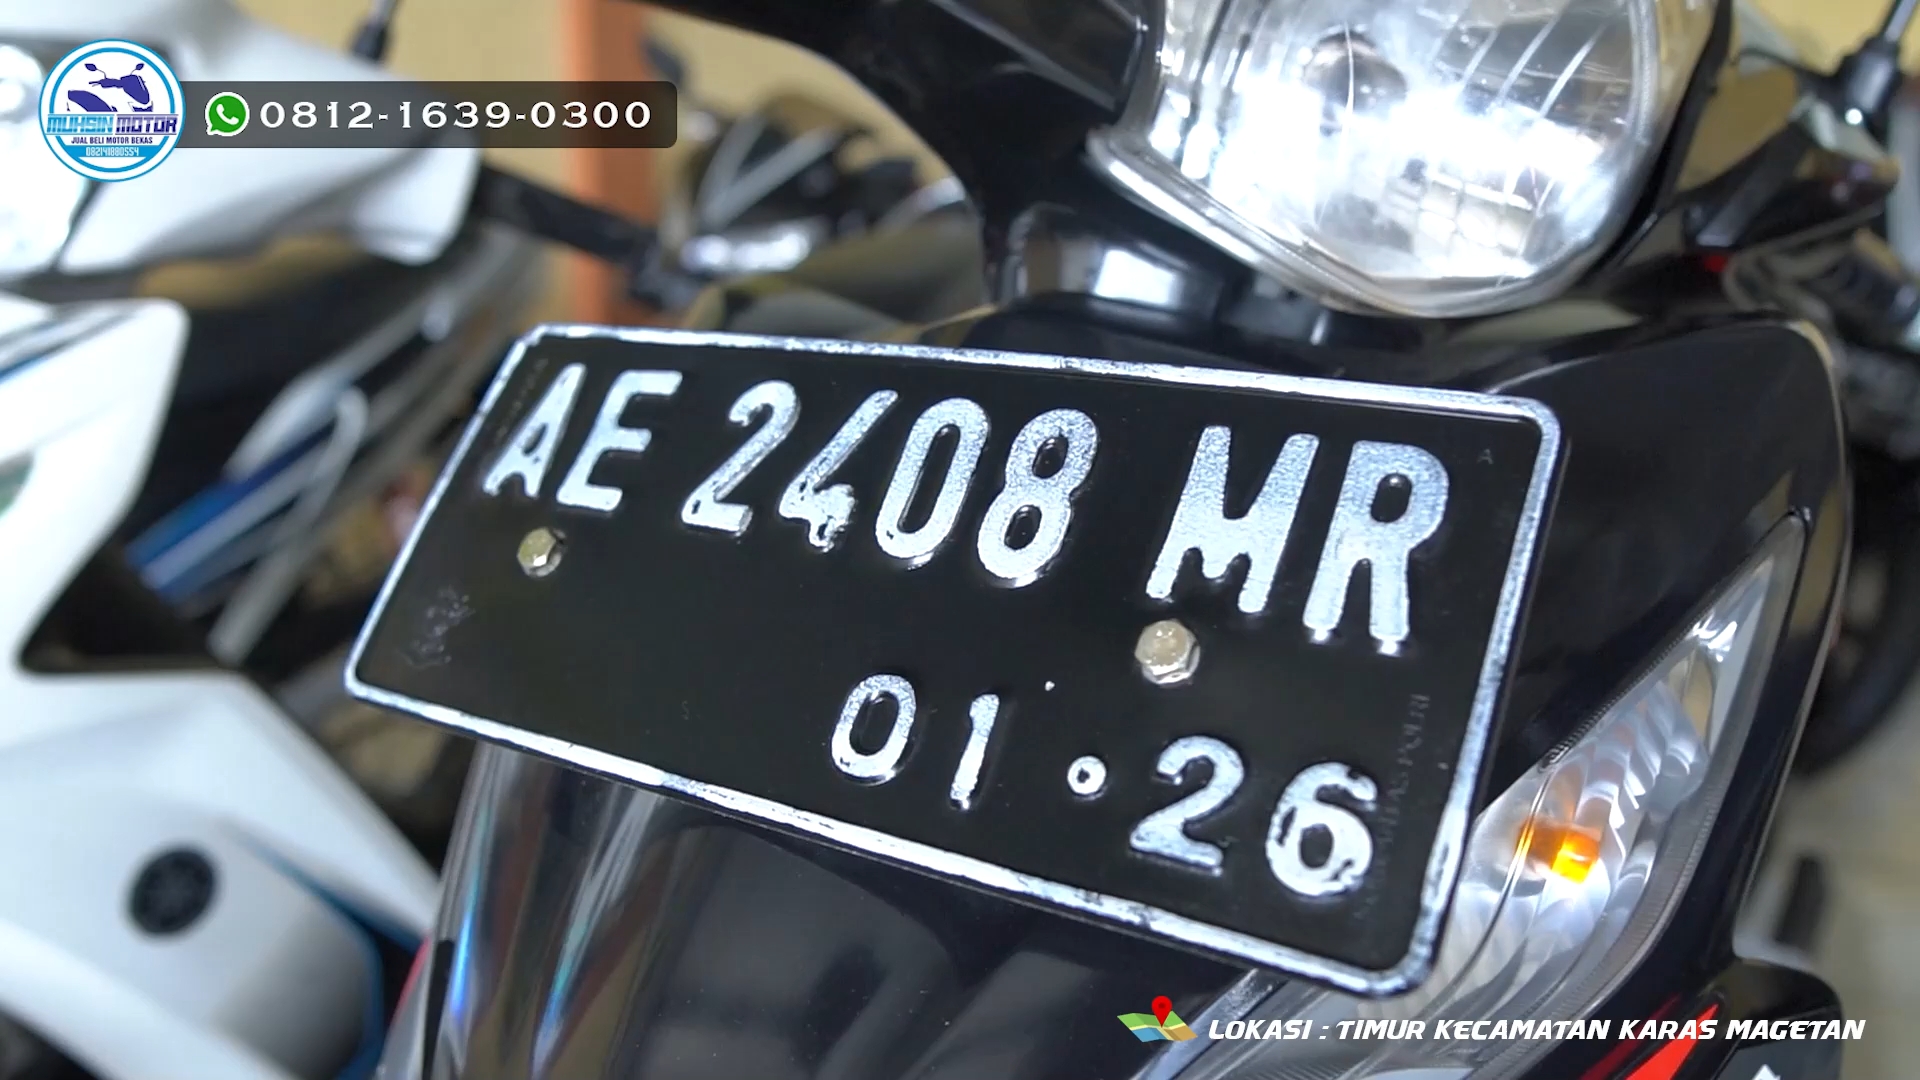 MUHSIN MOTOR
JUAL BELI MOTOR BEKAS
082141880554
0812-1639-0300
AE 2408 MR
01 • 26
LOKASI : TIMUR KECAMATAN KARAS MAGETAN